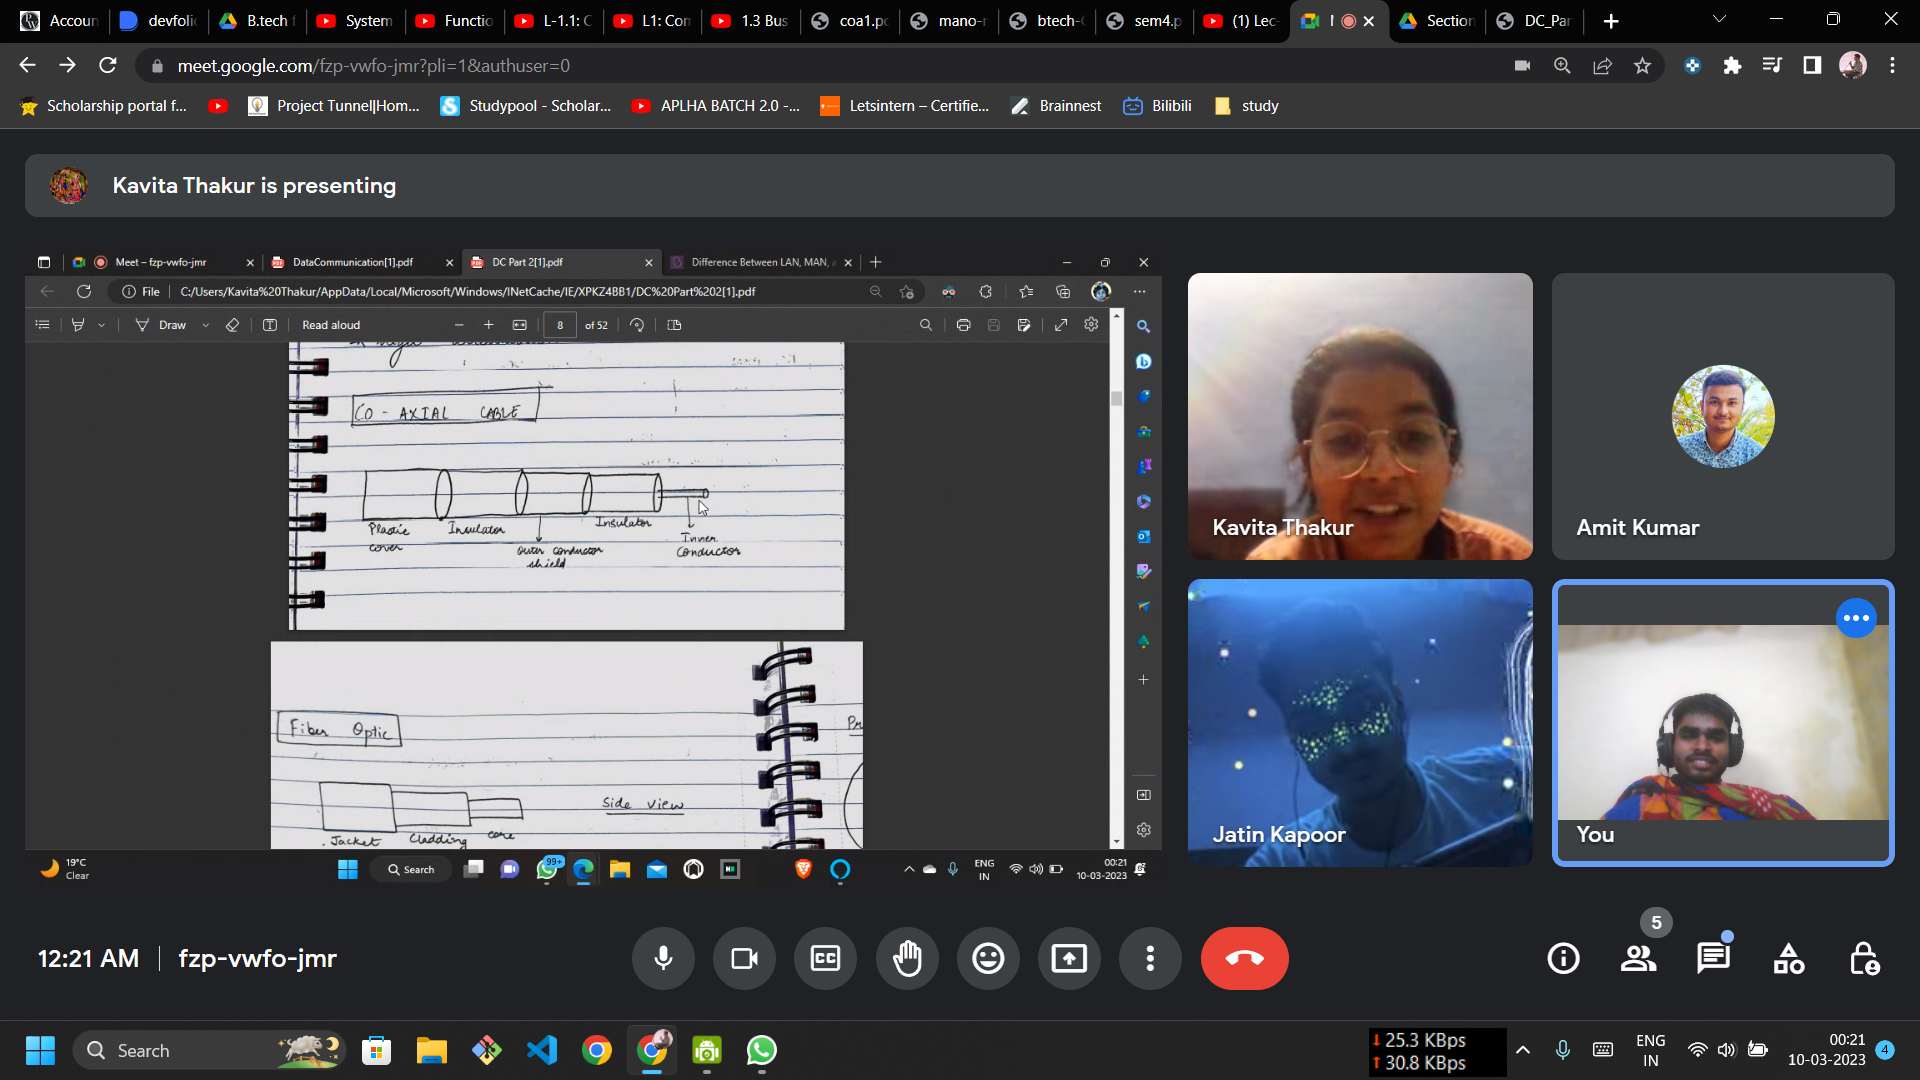 Accoun
devfolio
B.tech f
System
Functio
L-1.1: C
L1: Con
1.3 Bus
coa1.pc
mano-r
btech-
sem4.p
(1) Lec-
Section
DC_Par
meet.google.com/fzp-vwfo-jmr?pli=1&authuser=0
Scholarship portal f...
Project Tunnel|Hom...
Studypool - Scholar...
APLHA BATCH 2.0 -...
Letsintern – Certifie...
Brainnest
Bilibili
study
Kavita Thakur is presenting
Meet – fzp-vwfo-jmr
DataCommunication[1].pdf
DC Part 2[1].pdf
Difference Between LAN, MAN,
File
C:/Users/Kavita%20Thakur/AppData/Local/Microsoft/Windows/INetCache/IE/XPKZ4BB1/DC%20Part%202[1].pdf
Draw
Read aloud
8
of 52
CO-AXIAL CABLE
Plastic cover
Insulator
outer conductor shield
Insulator
Inner Conductor
Fiber Optic
Side view
Jacket
Cladding
core
19°C
Clear
Search
99+
ENG
IN
00:21
10-03-2023
Kavita Thakur
Amit Kumar
Jatin Kapoor
You
12:21 AM
fzp-vwfo-jmr
CC
5
Search
25.3 KBps
30.8 KBps
ENG
IN
00:21
10-03-2023
4